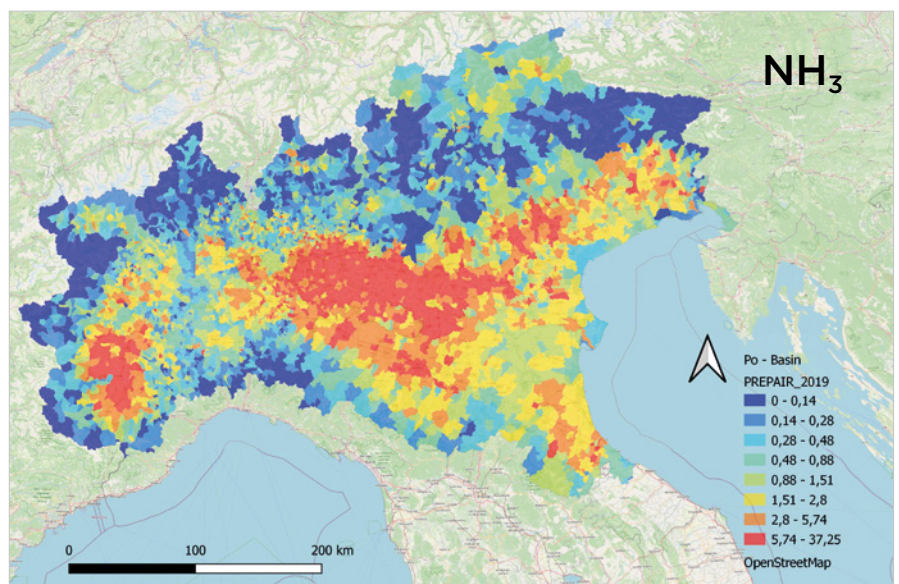 NH₃
Po - Basin
PREPAIR_2019
0 - 0,14
0,14 - 0,28
0,28 - 0,48
0,48 - 0,88
0,88 - 1,51
1,51 - 2,8
2,8 - 5,74
5,74 - 37,25
OpenStreetMap
0 100 200 km